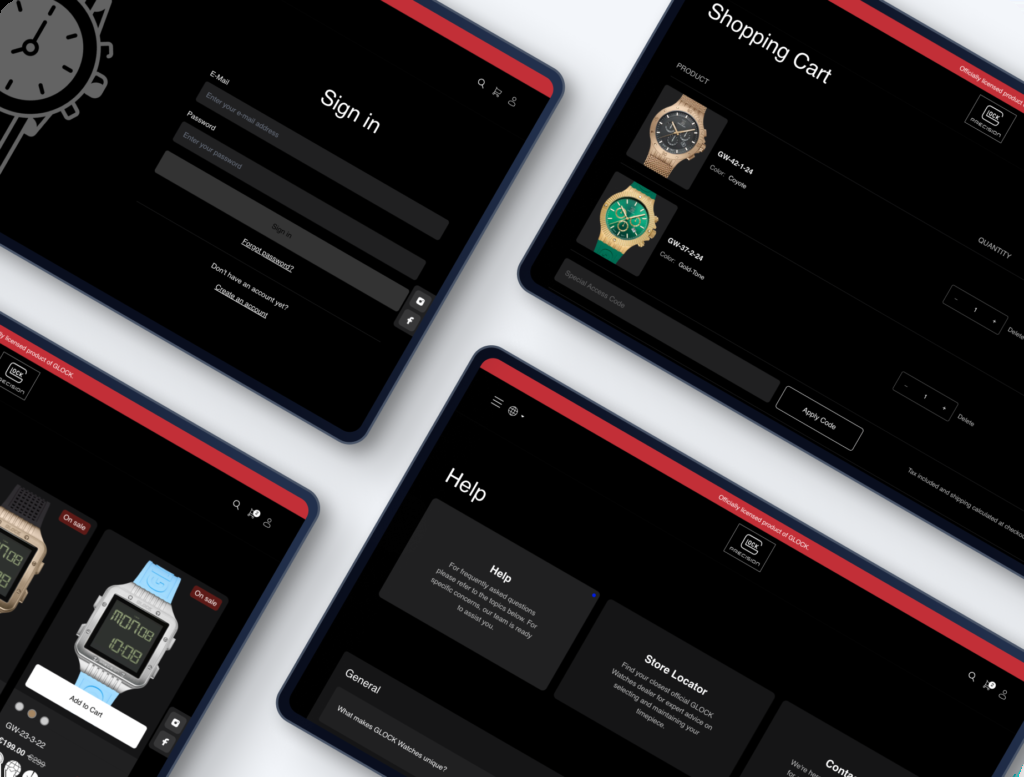 Sign in
E-Mail
Enter your e-mail address
Password
Enter your password
Sign in
Forgot password?
Don't have an account yet?
Create an account
Officially licensed product
GLOCK
PRECISION
Shopping Cart
PRODUCT
QUANTITY
GW-42-1-24
Color: Coyote
- 1 +
Delete
GW-37-2-24
Color: Gold-Tone
- 1 +
Delete
Special Access Code
Apply Code
Tax included and shipping calculated at checkou
licensed product of GLOCK
GLOCK
PRECISION
2
On sale
On sale
MON 08
10:08
Add to Cart
GW-23-3-22
€199.00 €299
Officially licensed product of GLOCK
GLOCK
PRECISION
2
Help
Help
For frequently asked questions
please refer to the topics below. For
specific concerns, our team is ready
to assist you.
Store Locator
Find your closest official GLOCK
Watches dealer for expert advice on
selecting and maintaining your
timepiece.
We're he
General
What makes GLOCK Watches unique?